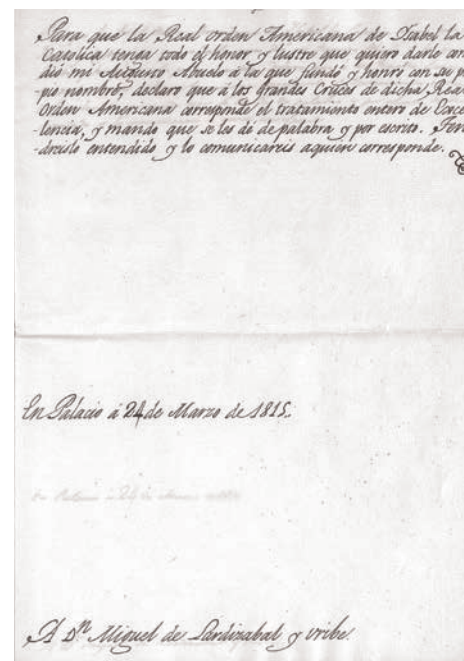 Para que la Real orden Americana de Ysabel la
Catolica tenga todo el honor y lustre que quiero darle con
dió mi Augusto Abuelo á la que fundó y honró con su p
pio nombre, declaro que á los grandes Cruces de dicha Rea
Orden Americana corresponde el tratamiento entero de Exce
lencia, y mando que se les dé de palabra y por escrito. Ten
dreislo entendido y lo comunicareis aquien corresponde.
En Palacio á 24 de Marzo de 1815.
A Dn Miguel de Lardizabal y uribe